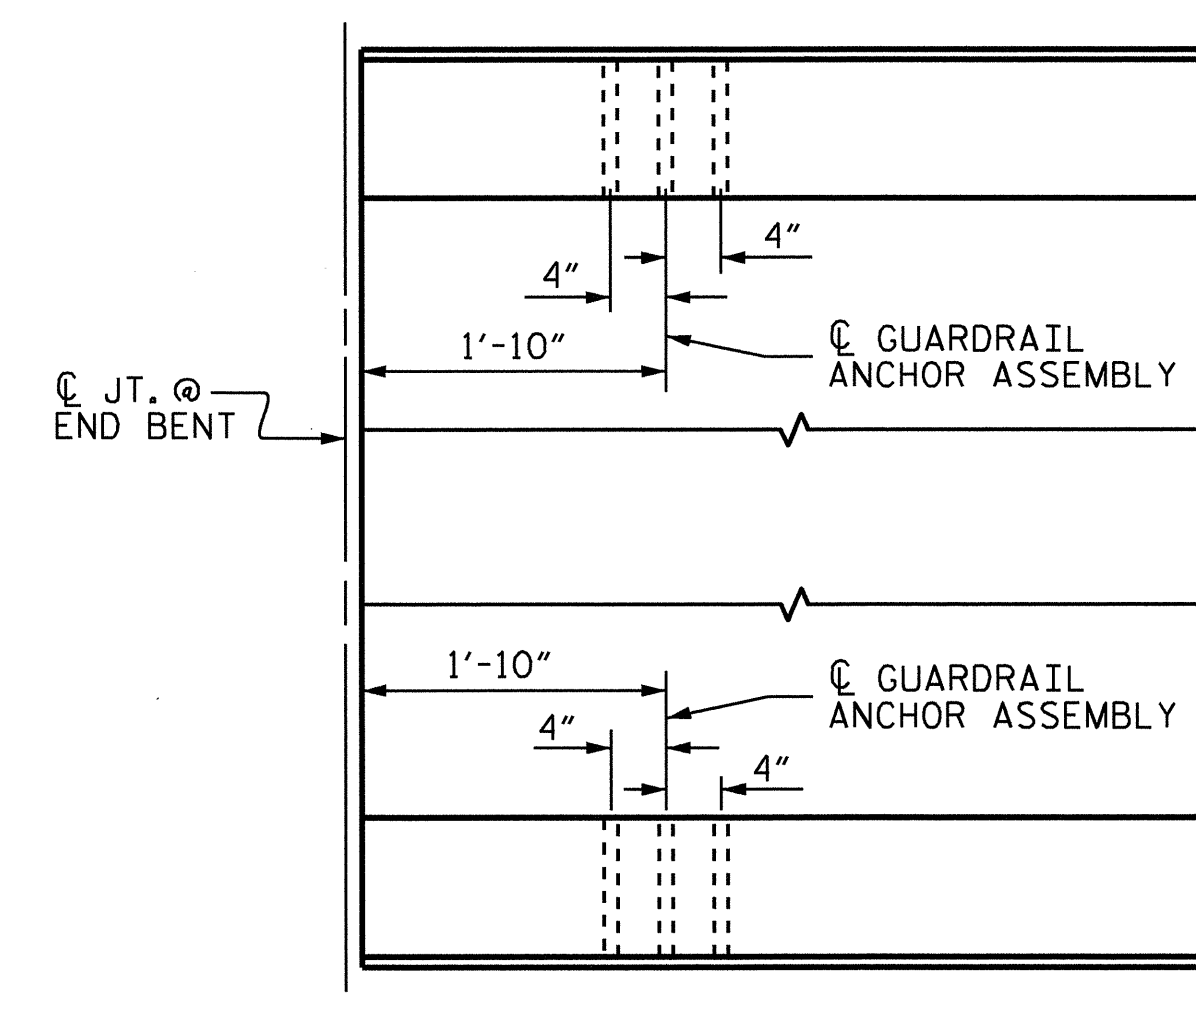 4"
4"
1'-10"
℄ GUARDRAIL
ANCHOR ASSEMBLY
℄ JT. @
END BENT
1'-10"
℄ GUARDRAIL
ANCHOR ASSEMBLY
4"
4"